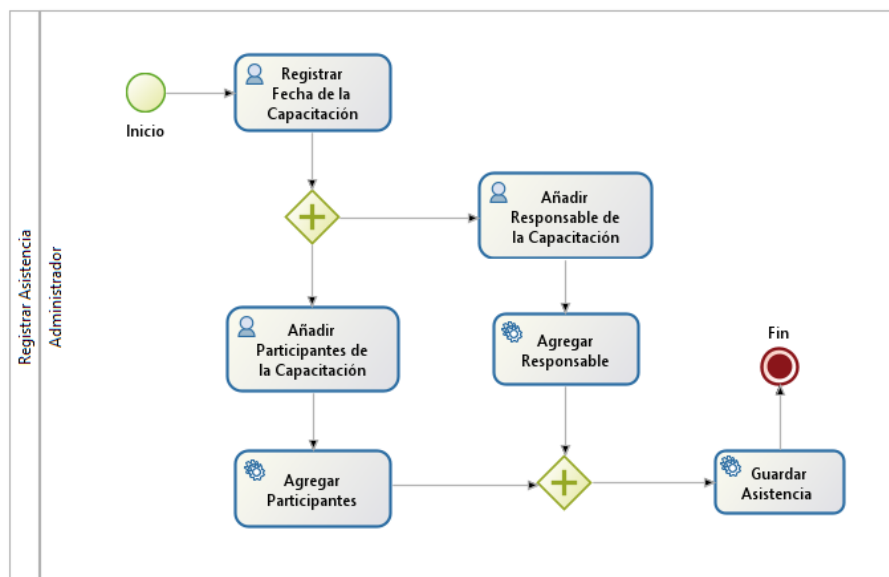 Registrar Asistencia
Administrador
Inicio
Registrar
Fecha de la
Capacitación
Añadir
Responsable de
la Capacitación
Añadir
Participantes de
la Capacitación
Agregar
Responsable
Fin
Agregar
Participantes
Guardar
Asistencia